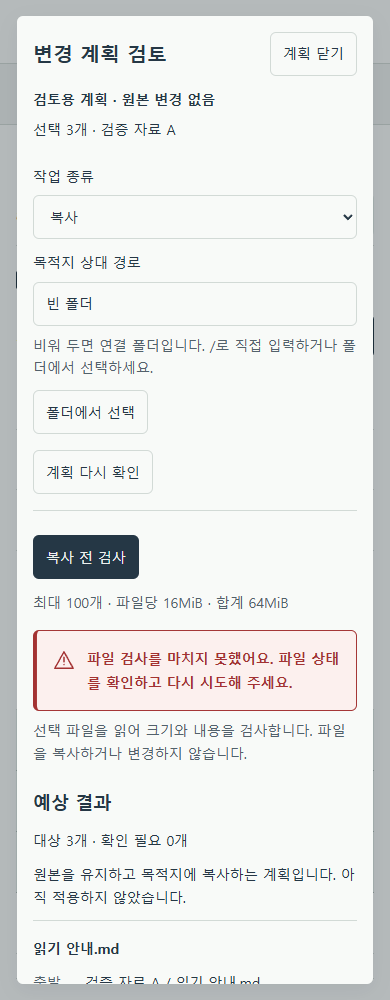 변경 계획 검토
계획 닫기
검토용 계획 · 원본 변경 없음
선택 3개 · 검증 자료 A
작업 종류
복사
목적지 상대 경로
빈 폴더
비워 두면 연결 폴더입니다. /로 직접 입력하거나 폴
더에서 선택하세요.
폴더에서 선택
계획 다시 확인
복사 전 검사
최대 100개 · 파일당 16MiB · 합계 64MiB
파일 검사를 마치지 못했어요. 파일 상태
를 확인하고 다시 시도해 주세요.
선택 파일을 읽어 크기와 내용을 검사합니다. 파일
을 복사하거나 변경하지 않습니다.
예상 결과
대상 3개 · 확인 필요 0개
원본을 유지하고 목적지에 복사하는 계획입니다. 아
직 적용하지 않았습니다.
읽기 안내.md
출발 검증 자료 A / 읽기 안내.md